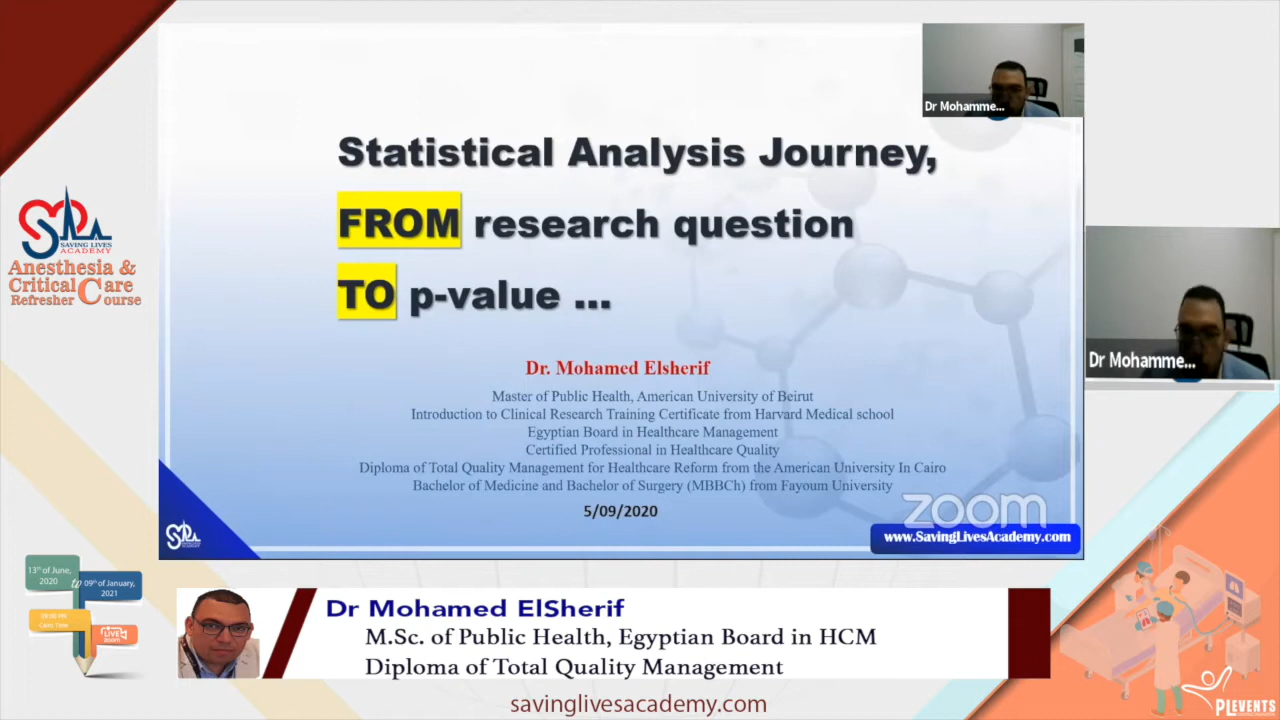 Statistical Analysis Journey,
FROM research question
TO p-value ...
Dr. Mohamed Elsherif
Master of Public Health, American University of Beirut
Introduction to Clinical Research Training Certificate from Harvard Medical school
Egyptian Board in Healthcare Management
Certified Professional in Healthcare Quality
Diploma of Total Quality Management for Healthcare Reform from the American University In Cairo
Bachelor of Medicine and Bachelor of Surgery (MBBCh) from Fayoum University
5/09/2020
zoom
www.SavingLivesAcademy.com
Dr Mohamme...
Dr Mohamme...
SAVING LIVES
ACADEMY
Anesthesia &
Critical Care
Refresher Course
13th of June,
2020
to
09th of January,
2021
LIVE
zoom
Dr Mohamed ElSherif
M.Sc. of Public Health, Egyptian Board in HCM
Diploma of Total Quality Management
savinglivesacademy.com
PLEVENTS